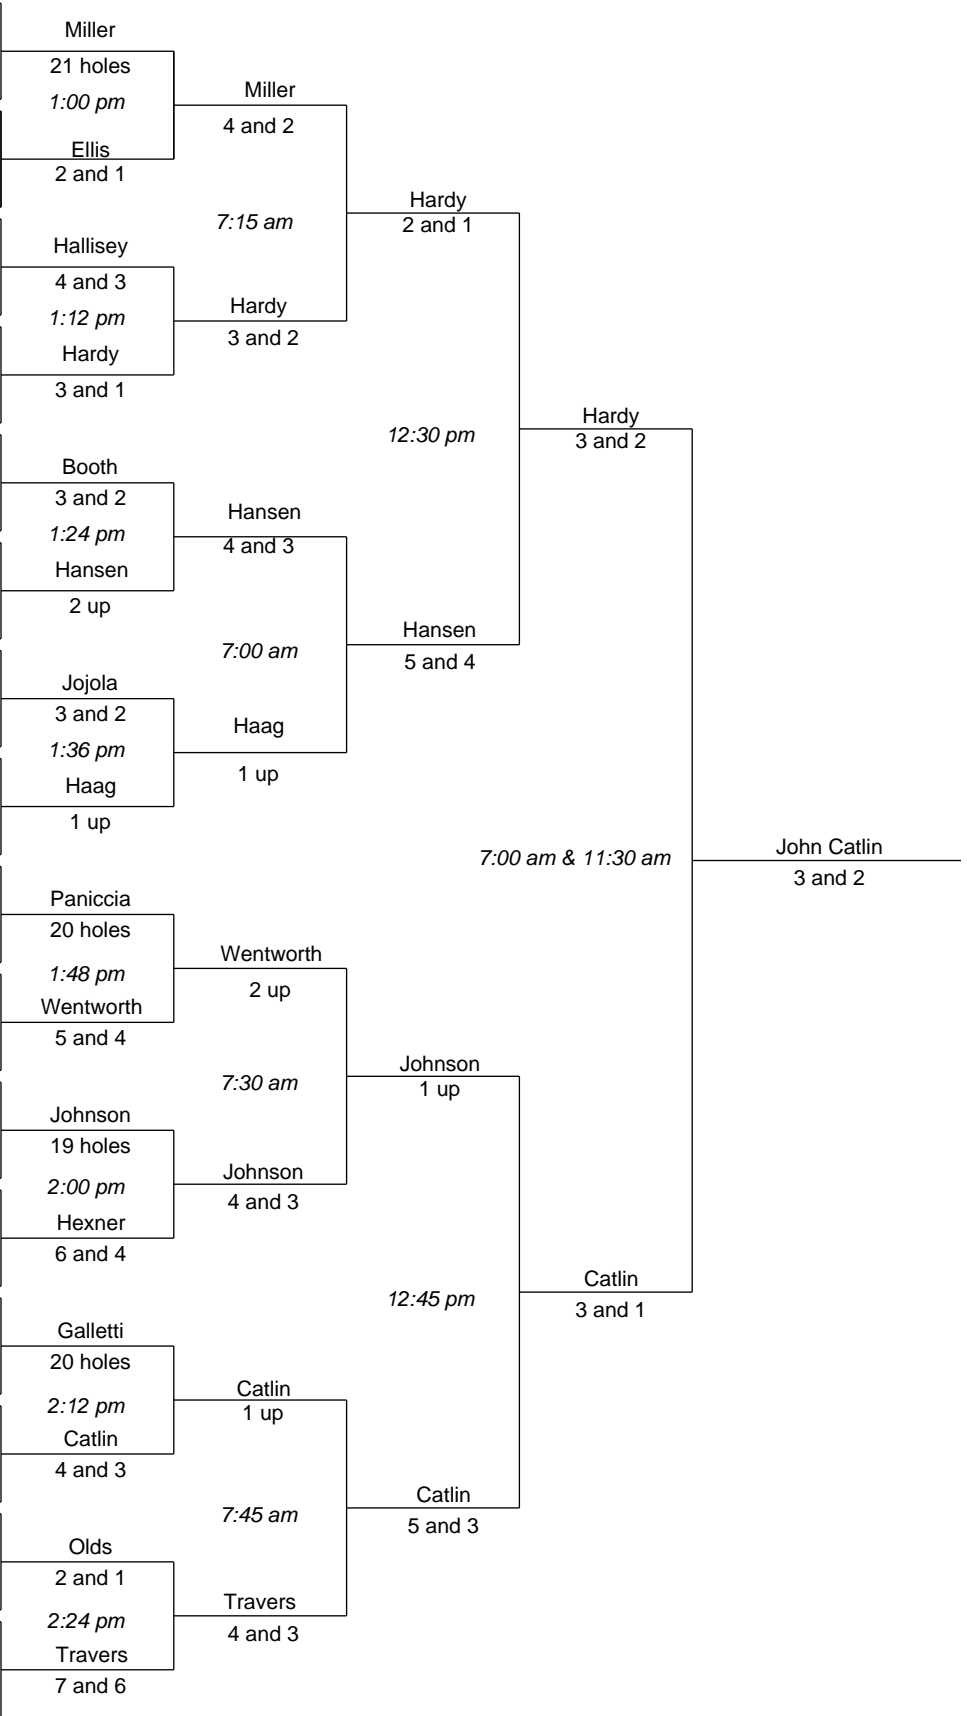 Miller
21 holes
1:00 pm
Ellis
2 and 1
Hallisey
4 and 3
1:12 pm
Hardy
3 and 1
Booth
3 and 2
1:24 pm
Hansen
2 up
Jojola
3 and 2
1:36 pm
Haag
1 up
Paniccia
20 holes
1:48 pm
Wentworth
5 and 4
Johnson
19 holes
2:00 pm
Hexner
6 and 4
Galletti
20 holes
2:12 pm
Catlin
4 and 3
Olds
2 and 1
2:24 pm
Travers
7 and 6
Miller
4 and 2
7:15 am
Hardy
3 and 2
Hansen
4 and 3
7:00 am
Haag
1 up
Wentworth
2 up
7:30 am
Johnson
4 and 3
Catlin
1 up
7:45 am
Travers
4 and 3
Hardy
2 and 1
12:30 pm
Hansen
5 and 4
Johnson
1 up
12:45 pm
Catlin
5 and 3
Hardy
3 and 2
7:00 am & 11:30 am
Catlin
3 and 1
John Catlin
3 and 2